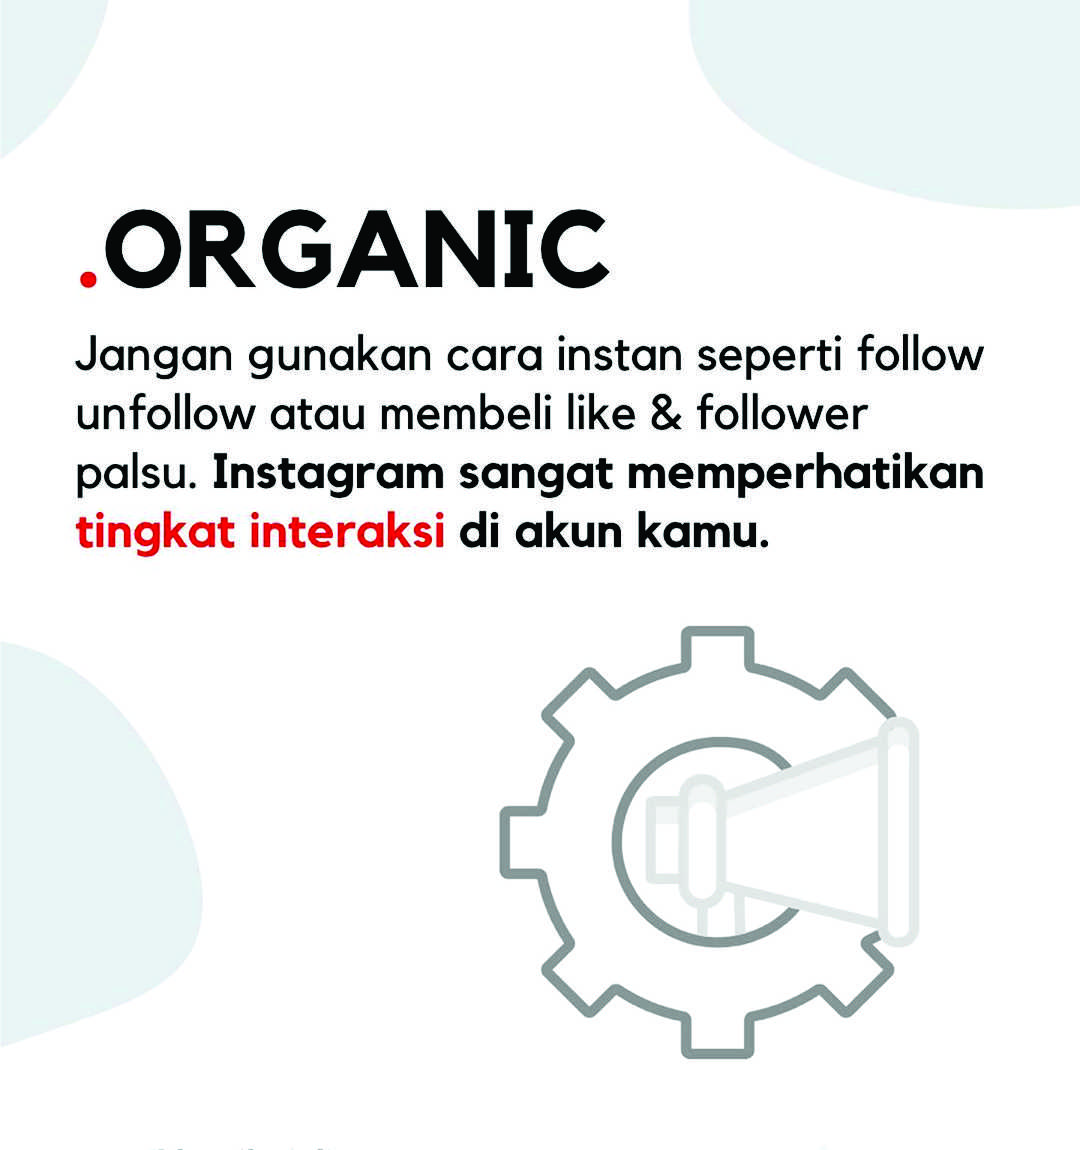 .ORGANIC
Jangan gunakan cara instan seperti follow
unfollow atau membeli like & follower
palsu. Instagram sangat memperhatikan
tingkat interaksi di akun kamu.